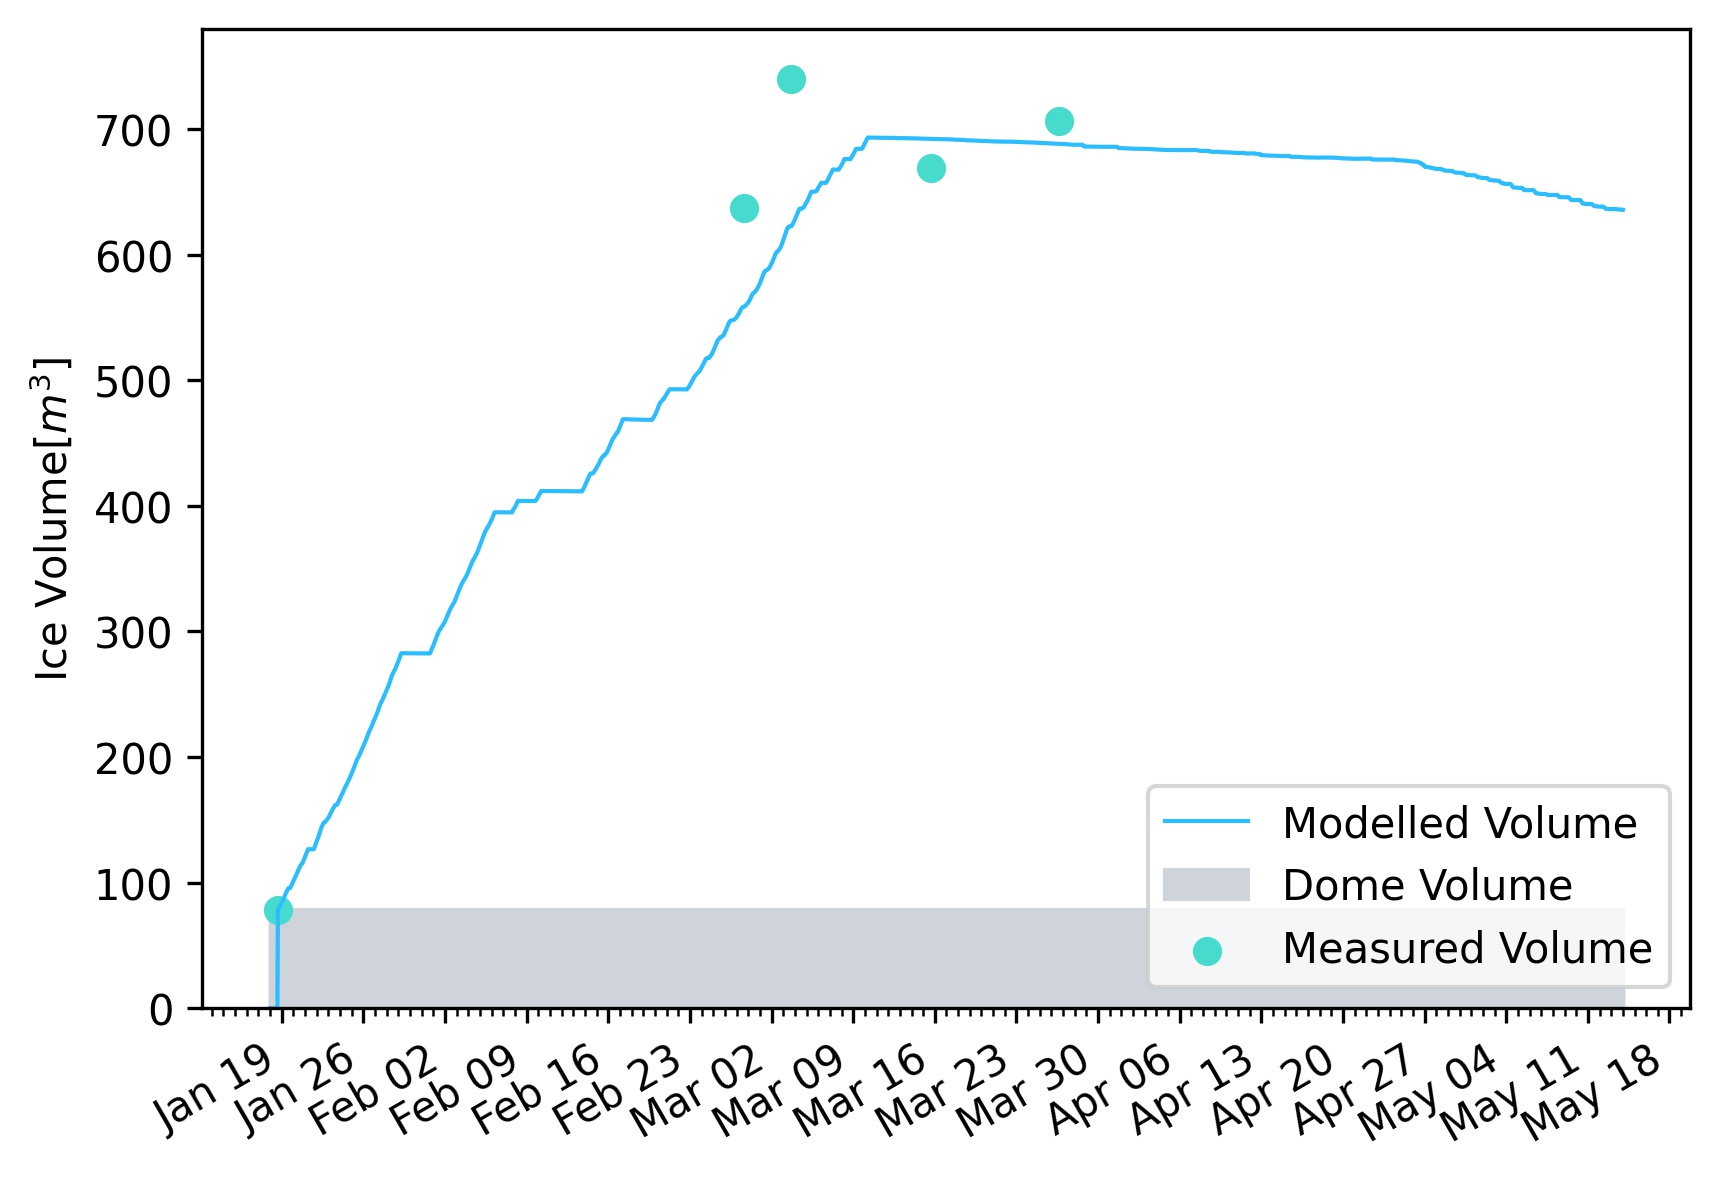 Ice Volume[m³]
700
600
500
400
300
200
100
0
Modelled Volume
Dome Volume
Measured Volume
Jan 19
Jan 26
Feb 02
Feb 09
Feb 16
Feb 23
Mar 02
Mar 09
Mar 16
Mar 23
Mar 30
Apr 06
Apr 13
Apr 20
Apr 27
May 04
May 11
May 18